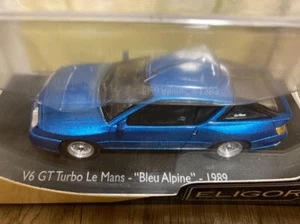 V6 GT Turbo Le Mans - "Bleu Alpine" - 1989
ELIGOR